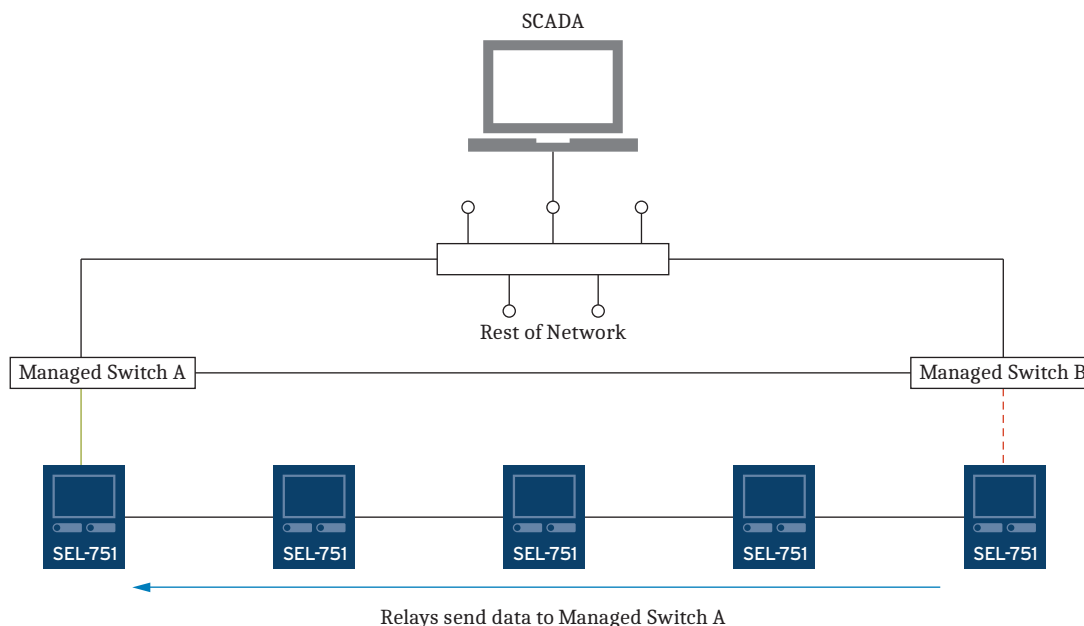 SCADA
Rest of Network
Managed Switch A
Managed Switch B
SEL-751
SEL-751
SEL-751
SEL-751
SEL-751
Relays send data to Managed Switch A